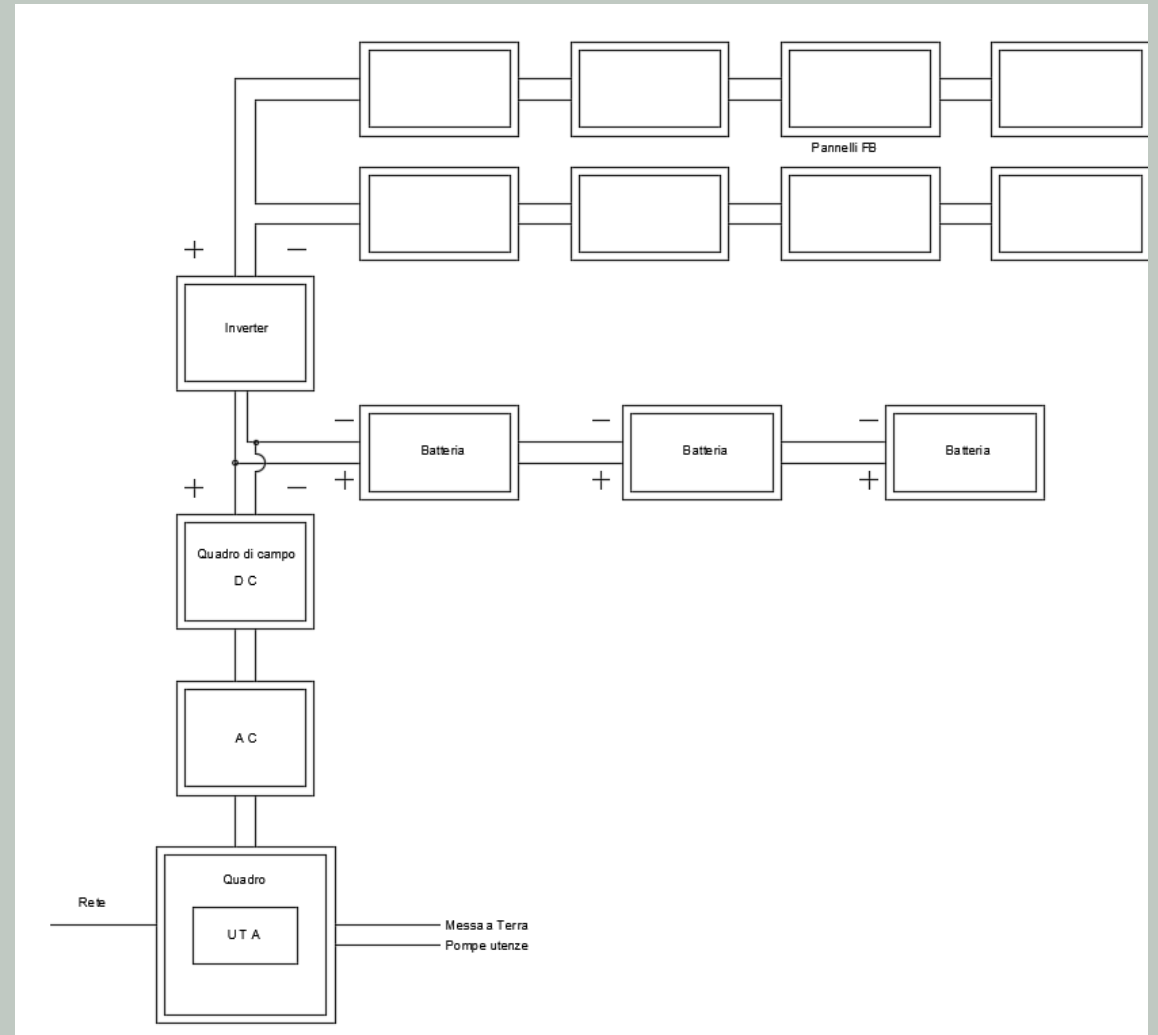 Pannelli FB
+ −
Inverter
− − −
Batteria Batteria Batteria
+ + +
+ −
Quadro di campo
D C
A C
Quadro
Rete
U T A
Messa a Terra
Pompe utenze